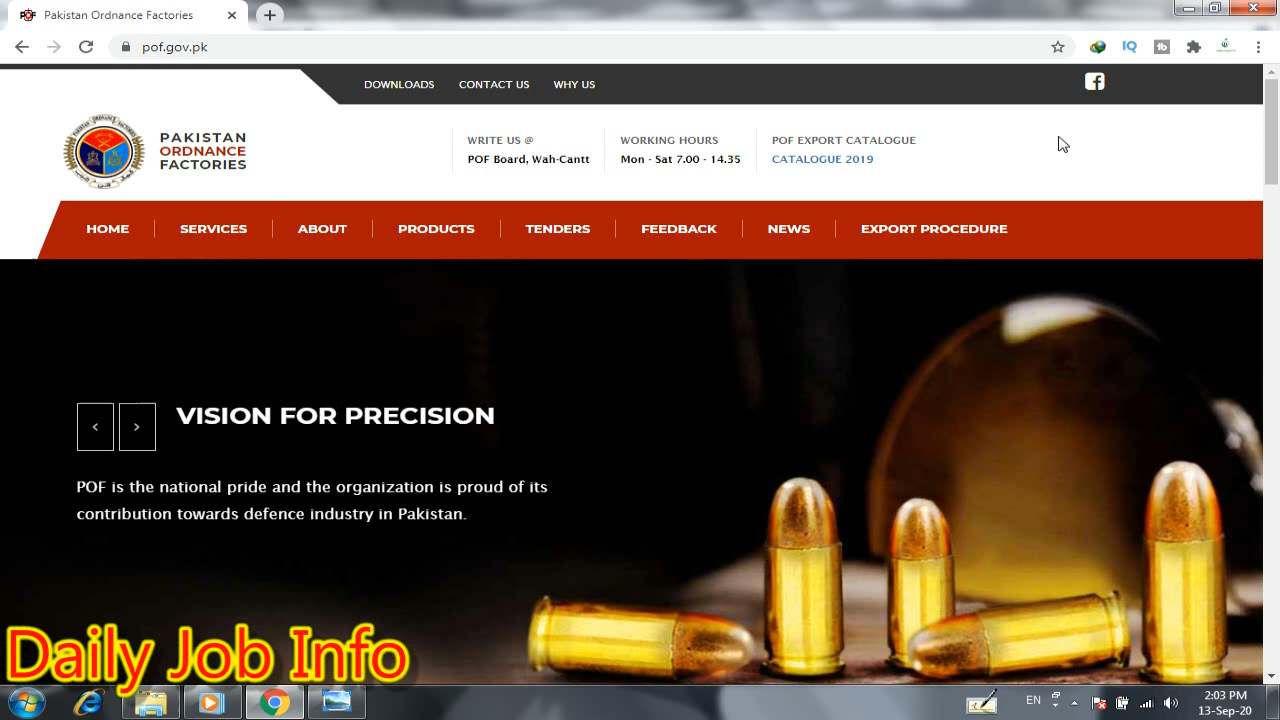 Pakistan Ordnance Factories
pof.gov.pk
DOWNLOADS CONTACT US WHY US
PAKISTAN
ORDNANCE
FACTORIES
WRITE US @
POF Board, Wah-Cantt
WORKING HOURS
Mon - Sat 7.00 - 14.35
POF EXPORT CATALOGUE
CATALOGUE 2019
HOME SERVICES ABOUT PRODUCTS TENDERS FEEDBACK NEWS EXPORT PROCEDURE
VISION FOR PRECISION
POF is the national pride and the organization is proud of its
contribution towards defence industry in Pakistan.
Daily Job Info
EN
2:03 PM
13-Sep-20